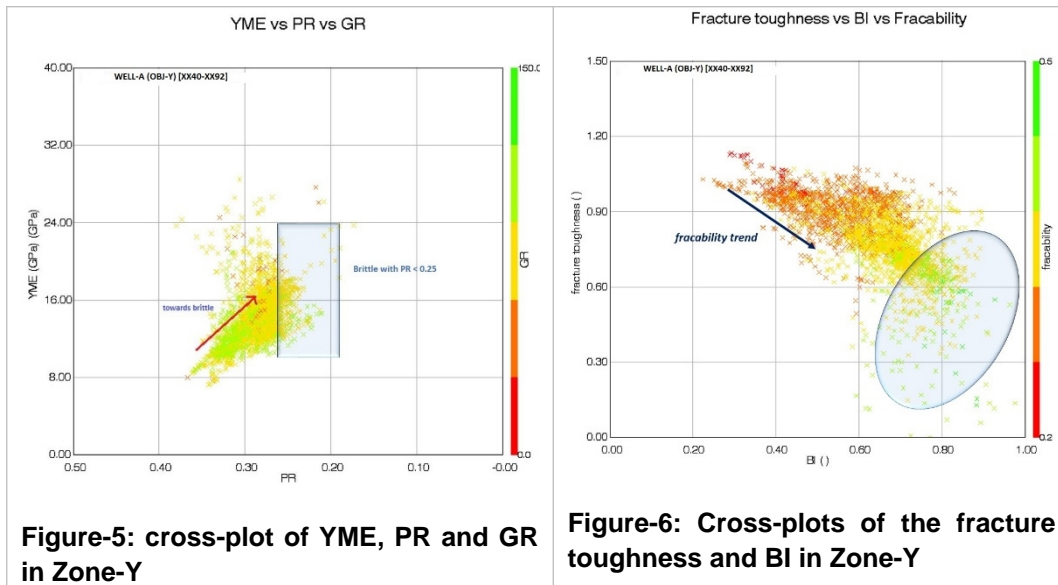 YME vs PR vs GR
WELL-A (OBJ-Y) [XX40-XX92]
40.00
32.00
24.00
16.00
8.00
0.00
YME (GPa) (GPa)
towards brittle
Brittle with PR < 0.25
0.50
0.40
0.30
0.20
0.10
-0.00
PR
150.0
GR
0.0
Figure-5: cross-plot of YME, PR and GR
in Zone-Y
Fracture toughness vs BI vs Fracability
WELL-A (OBJ-Y) [XX40-XX92]
1.50
1.20
0.90
0.60
0.30
0.00
fracture toughness ()
fracability trend
0.00
0.20
0.40
0.60
0.80
1.00
BI ()
0.5
fracability
0.2
Figure-6: Cross-plots of the fracture
toughness and BI in Zone-Y